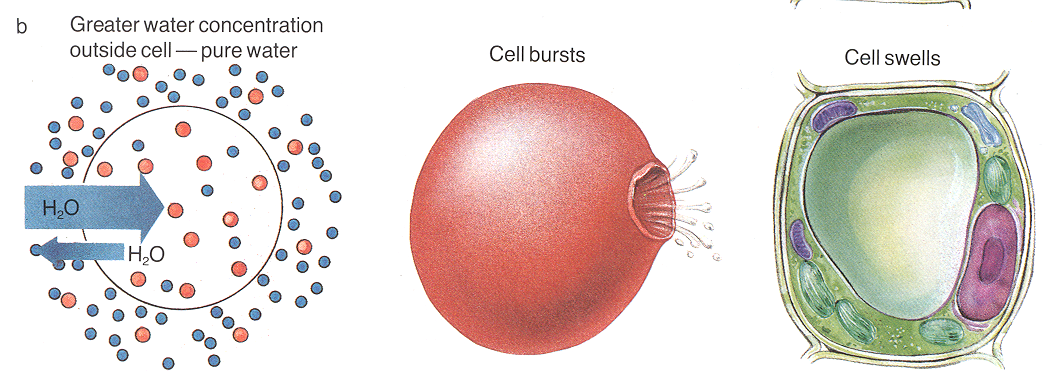 b
Greater water concentration
outside cell — pure water
Cell bursts
Cell swells
H₂O
H₂O